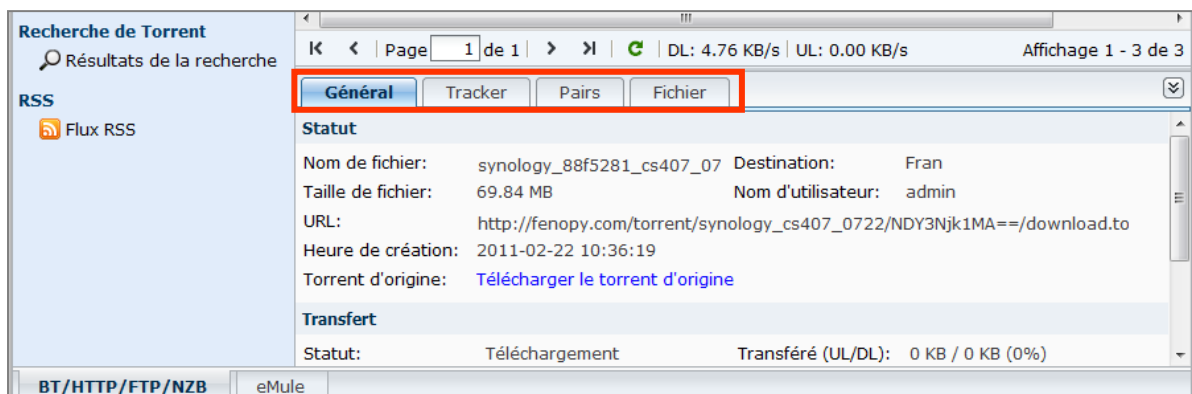 Recherche de Torrent
Résultats de la recherche
RSS
Flux RSS
Page 1 de 1 DL: 4.76 KB/s UL: 0.00 KB/s Affichage 1 - 3 de 3
Général Tracker Pairs Fichier
Statut
Nom de fichier: synology_88f5281_cs407_07 Destination: Fran
Taille de fichier: 69.84 MB Nom d'utilisateur: admin
URL: http://fenopy.com/torrent/synology_cs407_0722/NDY3Njk1MA==/download.to
Heure de création: 2011-02-22 10:36:19
Torrent d'origine: Télécharger le torrent d'origine
Transfert
Statut: Téléchargement Transféré (UL/DL): 0 KB / 0 KB (0%)
BT/HTTP/FTP/NZB eMule